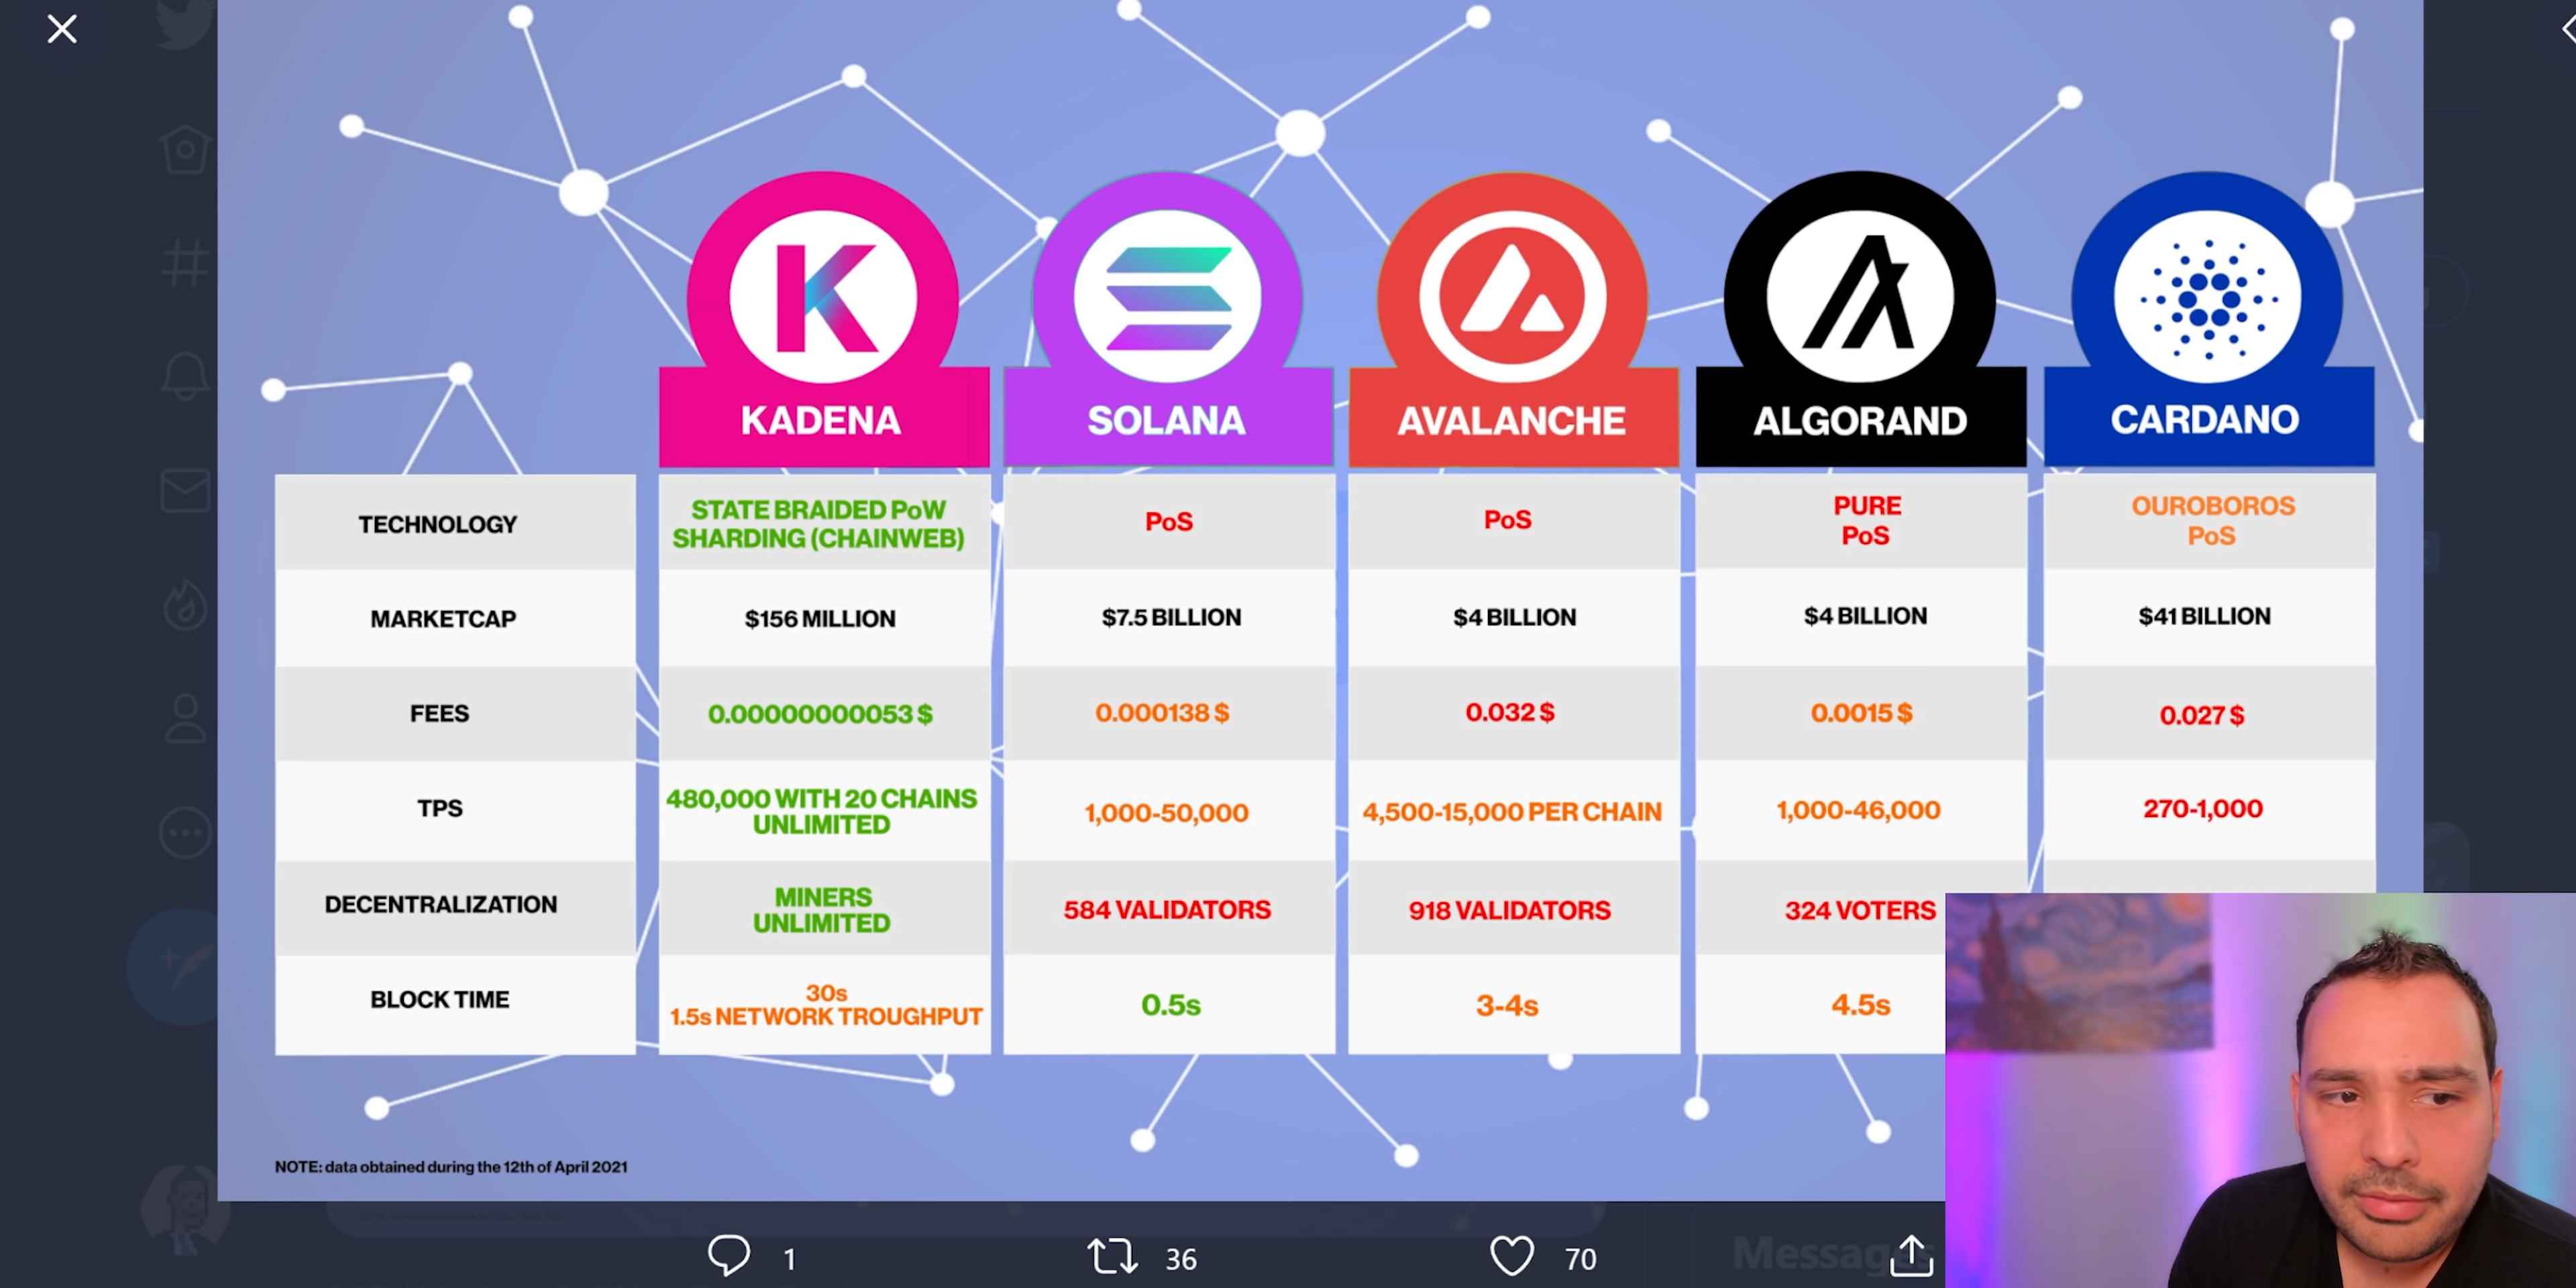 KADENA
SOLANA
AVALANCHE
ALGORAND
CARDANO
TECHNOLOGY
STATE BRAIDED PoW
SHARDING (CHAINWEB)
PoS
PoS
PURE
PoS
OUROBOROS
PoS
MARKETCAP
$156 MILLION
$7.5 BILLION
$4 BILLION
$4 BILLION
$41 BILLION
FEES
0.00000000053 $
0.000138 $
0.032 $
0.0015 $
0.027 $
TPS
480,000 WITH 20 CHAINS
UNLIMITED
1,000-50,000
4,500-15,000 PER CHAIN
1,000-46,000
270-1,000
DECENTRALIZATION
MINERS
UNLIMITED
584 VALIDATORS
918 VALIDATORS
324 VOTERS
BLOCK TIME
30s
1.5s NETWORK TROUGHPUT
0.5s
3-4s
4.5s
NOTE: data obtained during the 12th of April 2021
1
36
70
Messages